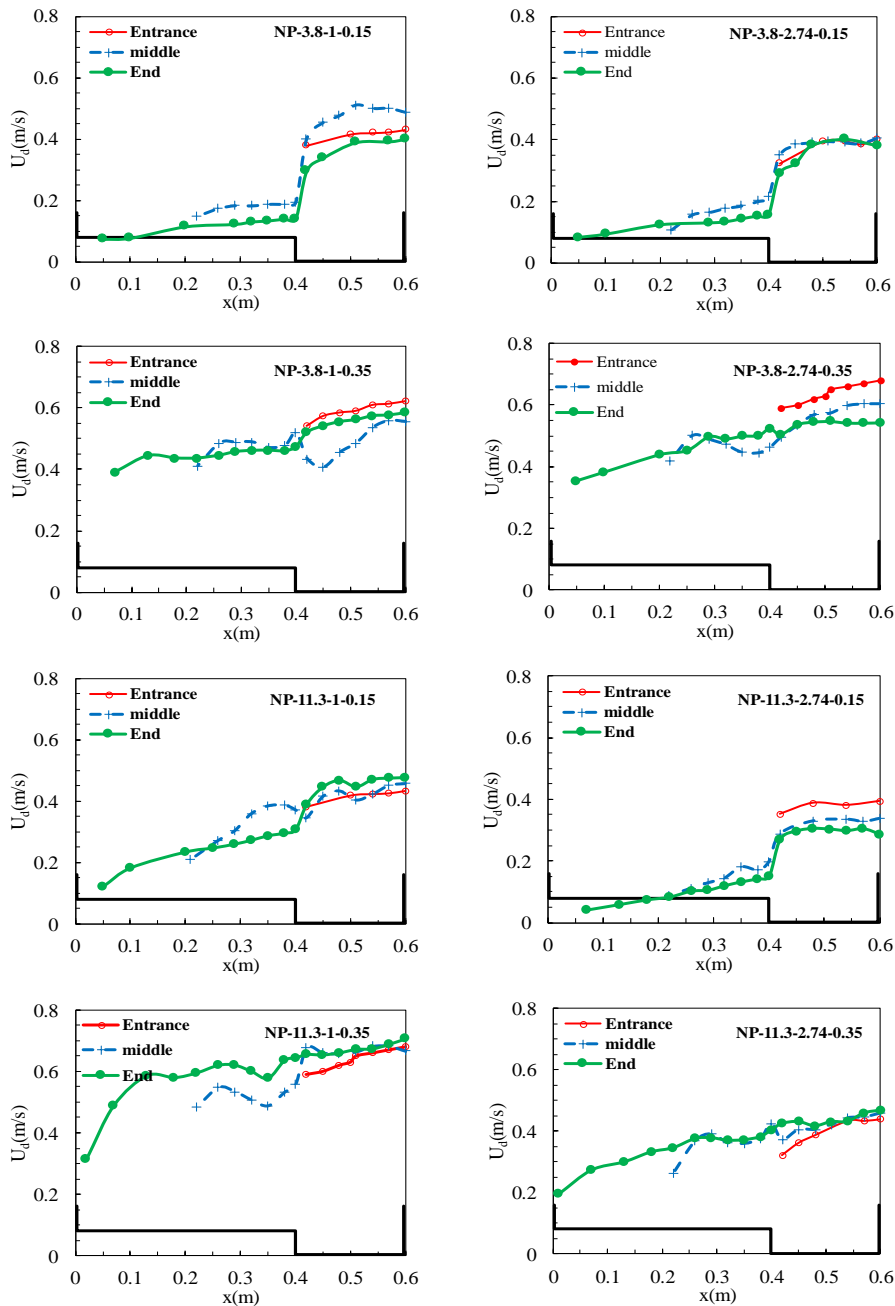 NP-3.8-1-0.15
Entrance
middle
End
U_d(m/s)
0.8
0.6
0.4
0.2
0
0 0.1 0.2 0.3 0.4 0.5 0.6
x(m)
NP-3.8-2.74-0.15
Entrance
middle
End
U_d(m/s)
0.8
0.6
0.4
0.2
0
0 0.1 0.2 0.3 0.4 0.5 0.6
x(m)
NP-3.8-1-0.35
Entrance
middle
End
U_d(m/s)
0.8
0.6
0.4
0.2
0
0 0.1 0.2 0.3 0.4 0.5 0.6
x(m)
NP-3.8-2.74-0.35
Entrance
middle
End
U_d(m/s)
0.8
0.6
0.4
0.2
0
0 0.1 0.2 0.3 0.4 0.5 0.6
x(m)
NP-11.3-1-0.15
Entrance
middle
End
U_d(m/s)
0.8
0.6
0.4
0.2
0
0 0.1 0.2 0.3 0.4 0.5 0.6
x(m)
NP-11.3-2.74-0.15
Entrance
middle
End
U_d(m/s)
0.8
0.6
0.4
0.2
0
0 0.1 0.2 0.3 0.4 0.5 0.6
x(m)
NP-11.3-1-0.35
Entrance
middle
End
U_d(m/s)
0.8
0.6
0.4
0.2
0
0 0.1 0.2 0.3 0.4 0.5 0.6
x(m)
NP-11.3-2.74-0.35
Entrance
middle
End
U_d(m/s)
0.8
0.6
0.4
0.2
0
0 0.1 0.2 0.3 0.4 0.5 0.6
x(m)